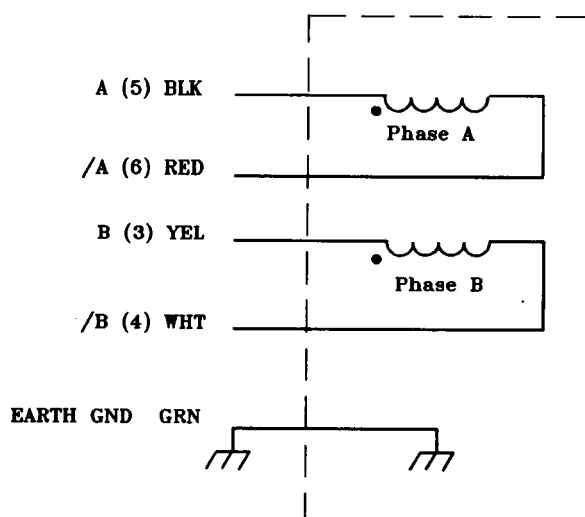 A (5) BLK
Phase A
/A (6) RED
B (3) YEL
Phase B
/B (4) WHT
EARTH GND GRN